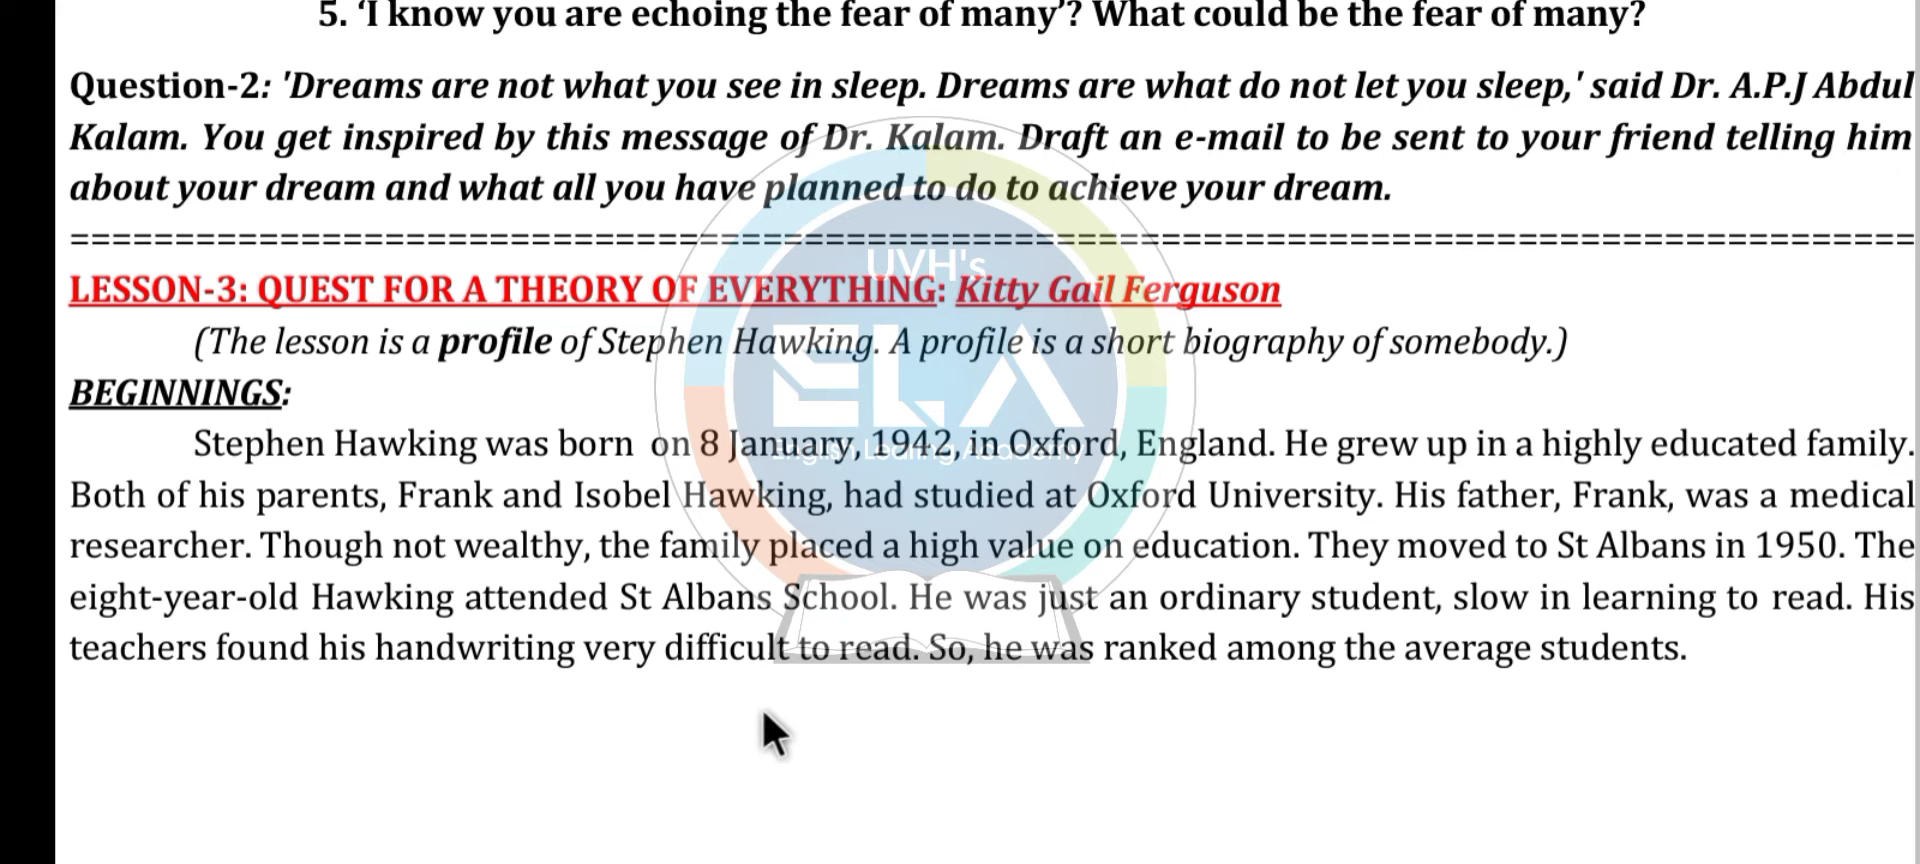 5. ‘I know you are echoing the fear of many’? What could be the fear of many?
Question-2: 'Dreams are not what you see in sleep. Dreams are what do not let you sleep,' said Dr. A.P.J Abdul
Kalam. You get inspired by this message of Dr. Kalam. Draft an e-mail to be sent to your friend telling him
about your dream and what all you have planned to do to achieve your dream.
UVH's
LESSON-3: QUEST FOR A THEORY OF EVERYTHING: Kitty Gail Ferguson
(The lesson is a profile of Stephen Hawking. A profile is a short biography of somebody.)
ELA
BEGINNINGS:
Stephen Hawking was born on 8 January, 1942, in Oxford, England. He grew up in a highly educated family.
Both of his parents, Frank and Isobel Hawking, had studied at Oxford University. His father, Frank, was a medical
researcher. Though not wealthy, the family placed a high value on education. They moved to St Albans in 1950. The
eight-year-old Hawking attended St Albans School. He was just an ordinary student, slow in learning to read. His
teachers found his handwriting very difficult to read. So, he was ranked among the average students.